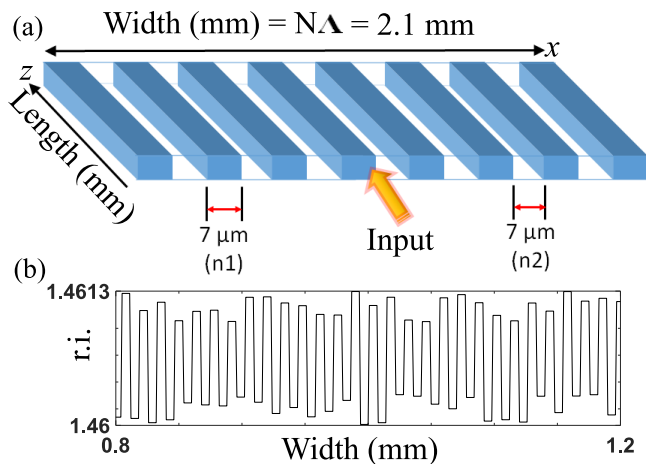 (a)
Width (mm) = NΛ = 2.1 mm
x
z
Length (mm)
7 μm
(n1)
Input
7 μm
(n2)
(b)
1.4613
r.i.
1.46
0.8
Width (mm)
1.2